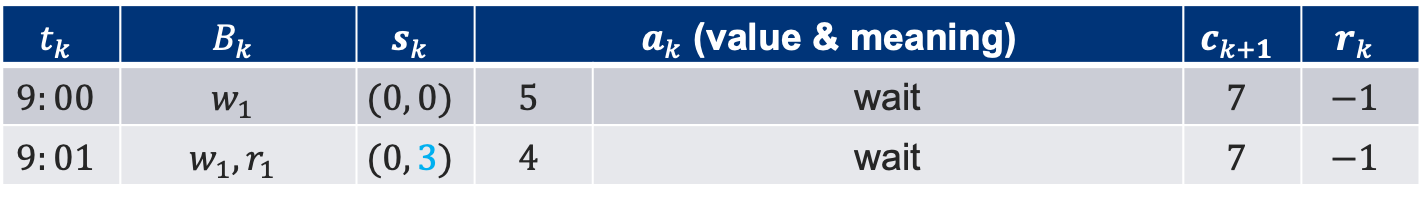 t_k B_k s_k a_k (value & meaning) c_{k+1} r_k
9:00 w_1 (0,0) 5 wait 7 −1
9:01 w_1, r_1 (0,3) 4 wait 7 −1